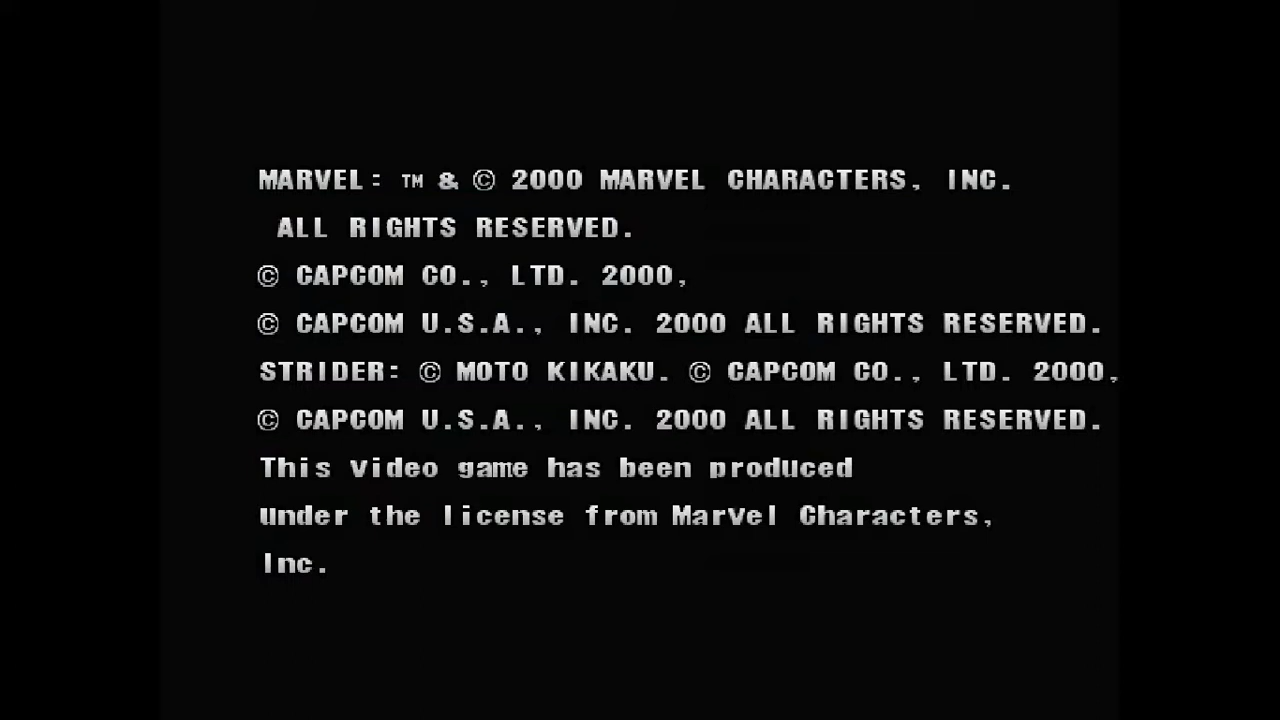 MARVEL: ™ & © 2000 MARVEL CHARACTERS, INC.
ALL RIGHTS RESERVED.
© CAPCOM CO., LTD. 2000,
© CAPCOM U.S.A., INC. 2000 ALL RIGHTS RESERVED.
STRIDER: © MOTO KIKAKU. © CAPCOM CO., LTD. 2000,
© CAPCOM U.S.A., INC. 2000 ALL RIGHTS RESERVED.
This video game has been produced
under the license from Marvel Characters,
Inc.